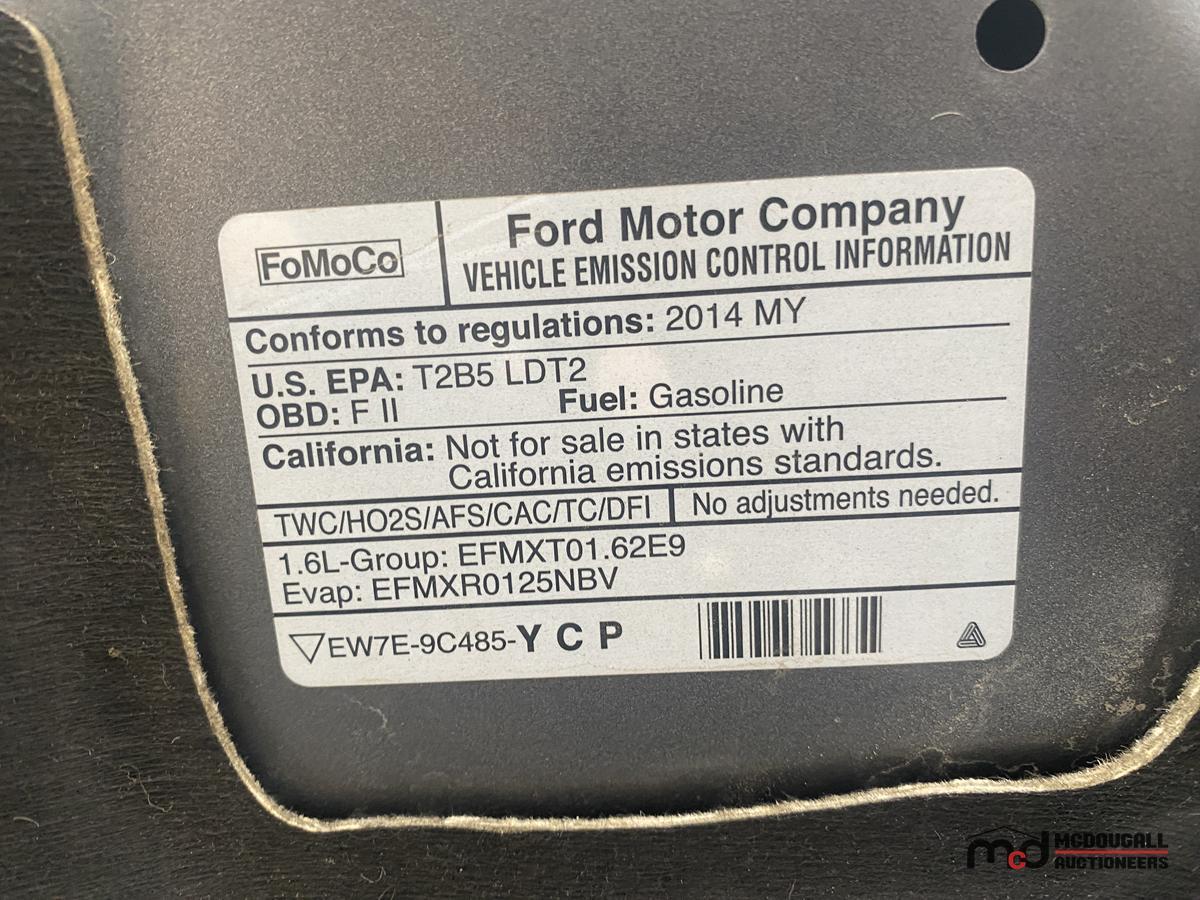 FoMoCo
Ford Motor Company
VEHICLE EMISSION CONTROL INFORMATION
Conforms to regulations: 2014 MY
U.S. EPA: T2B5 LDT2
OBD: F II Fuel: Gasoline
California: Not for sale in states with
California emissions standards.
TWC/HO2S/AFS/CAC/TC/DFI No adjustments needed.
1.6L-Group: EFMXT01.62E9
Evap: EFMXR0125NBV
EW7E-9C485-Y C P
mcd MCDOUGALL
AUCTIONEERS